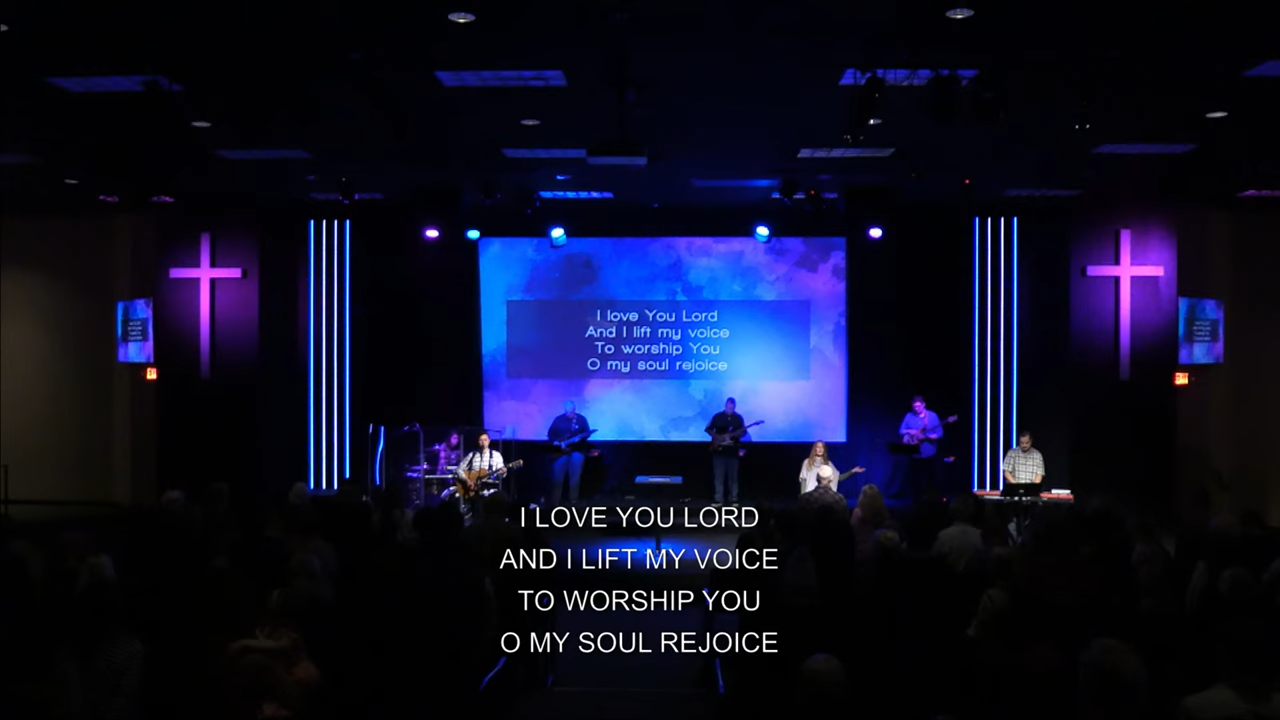 I love You Lord
And I lift my voice
To worship You
O my soul rejoice
I LOVE YOU LORD
AND I LIFT MY VOICE
TO WORSHIP YOU
O MY SOUL REJOICE